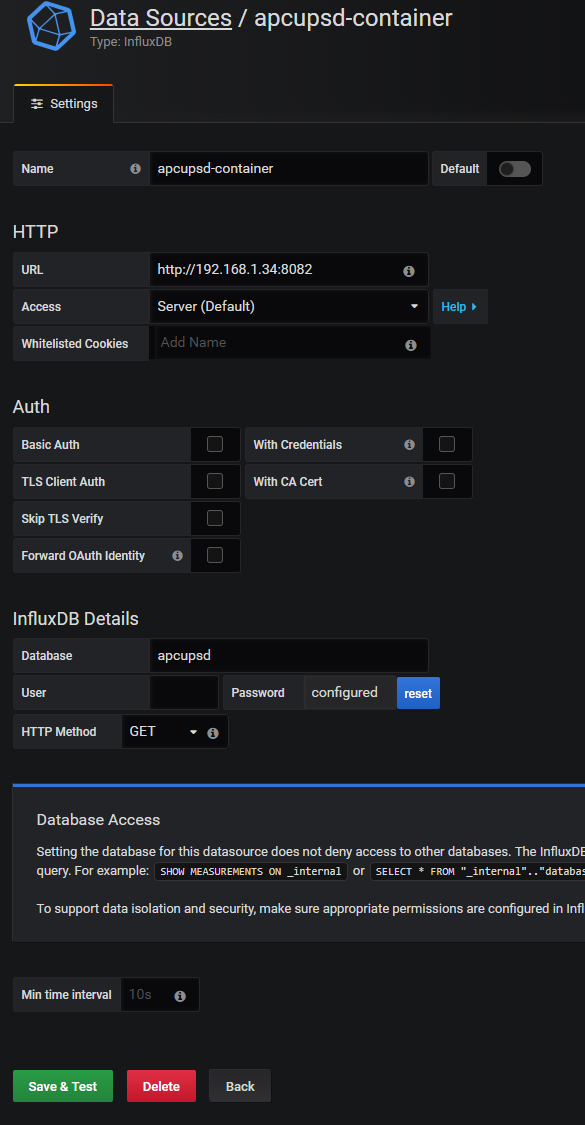 Data Sources / apcupsd-container
Type: InfluxDB
Settings
Name apcupsd-container Default
HTTP
URL http://192.168.1.34:8082
Access Server (Default) Help
Whitelisted Cookies Add Name
Auth
Basic Auth With Credentials
TLS Client Auth With CA Cert
Skip TLS Verify
Forward OAuth Identity
InfluxDB Details
Database apcupsd
User Password configured reset
HTTP Method GET
Database Access
Setting the database for this datasource does not deny access to other databases. The InfluxDB
query. For example: SHOW MEASUREMENTS ON _internal or SELECT * FROM "_internal".."databas
To support data isolation and security, make sure appropriate permissions are configured in Infl
Min time interval 10s
Save & Test Delete Back